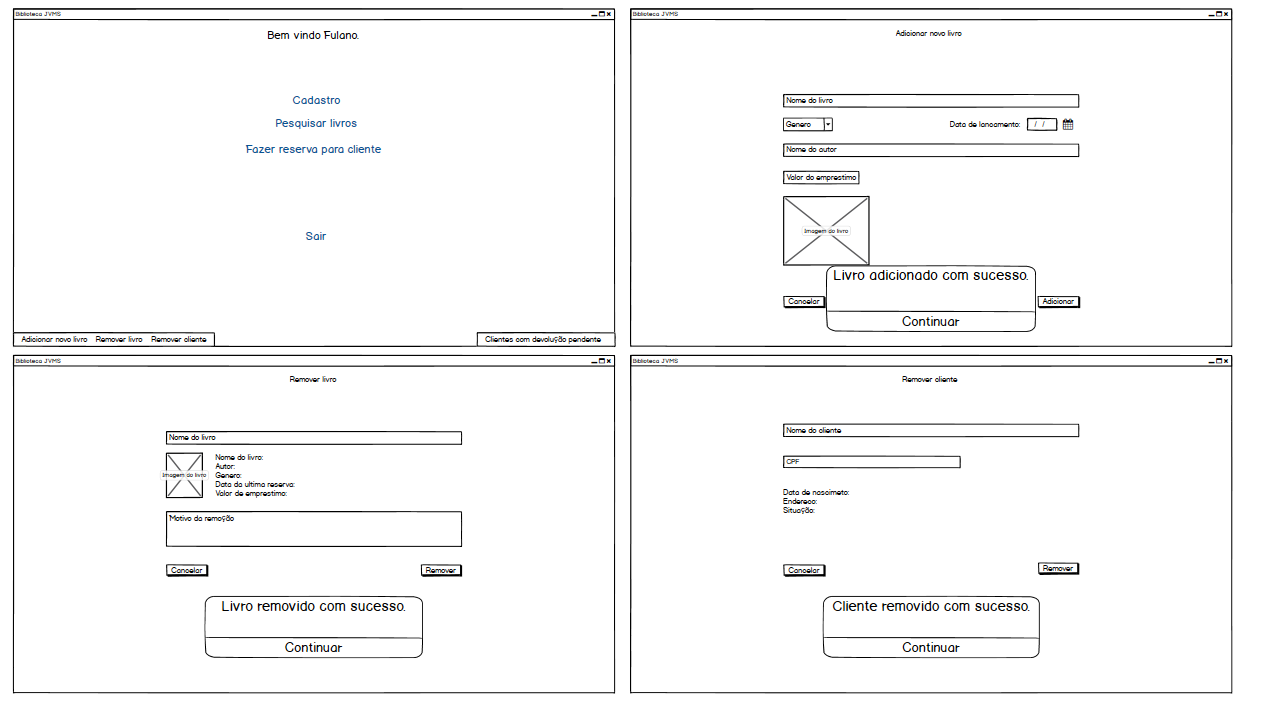 Biblioteca JVMS
Bem vindo Fulano.
Cadastro
Pesquisar livros
Fazer reserva para cliente
Sair
Adicionar novo livro Remover livro Remover cliente
Clientes com devolução pendente
Biblioteca JVMS
Adicionar novo livro
Nome do livro
Genero
Data de lancamento: / /
Nome do autor
Valor do emprestimo
Imagem do livro
Livro adicionado com sucesso.
Cancelar
Adicionar
Continuar
Biblioteca JVMS
Remover livro
Nome do livro
Imagem do livro
Nome do livro:
Autor:
Genero:
Data da ultima reserva:
Valor de emprestimo:
Motivo da remoção
Cancelar
Remover
Livro removido com sucesso.
Continuar
Biblioteca JVMS
Remover cliente
Nome do cliente
CPF
Data de nascimeto:
Endereco:
Situação:
Cancelar
Remover
Cliente removido com sucesso.
Continuar